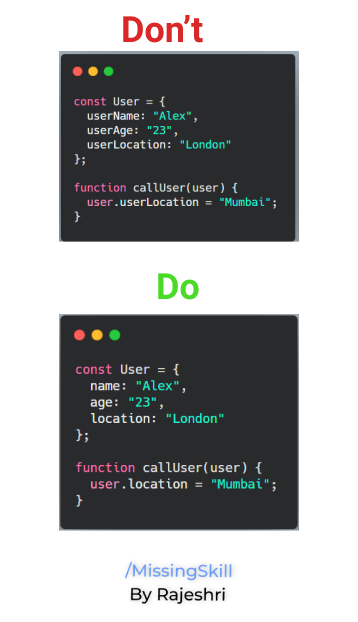 Don't
const User = {
  userName: "Alex",
  userAge: "23",
  userLocation: "London"
};
function callUser(user) {
  user.userLocation = "Mumbai";
}
Do
const User = {
  name: "Alex",
  age: "23",
  location: "London"
};
function callUser(user) {
  user.location = "Mumbai";
}
/MissingSkill
By Rajeshri